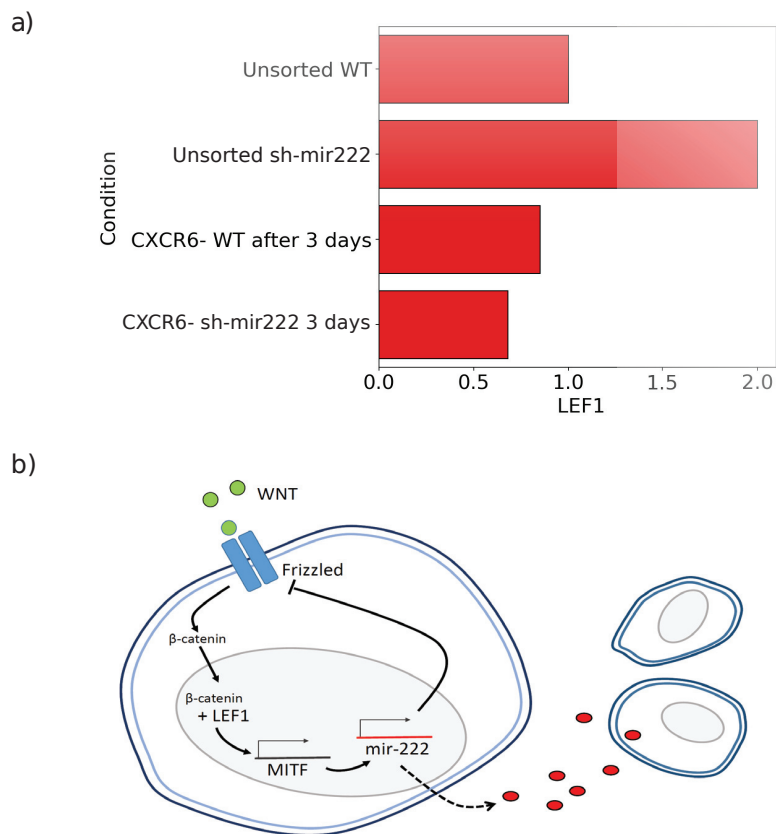 a)
Condition
Unsorted WT
Unsorted sh-mir222
CXCR6- WT after 3 days
CXCR6- sh-mir222 3 days
0.0 0.5 1.0 1.5 2.0
LEF1
b)
WNT
Frizzled
β-catenin
β-catenin
+ LEF1
MITF
mir-222